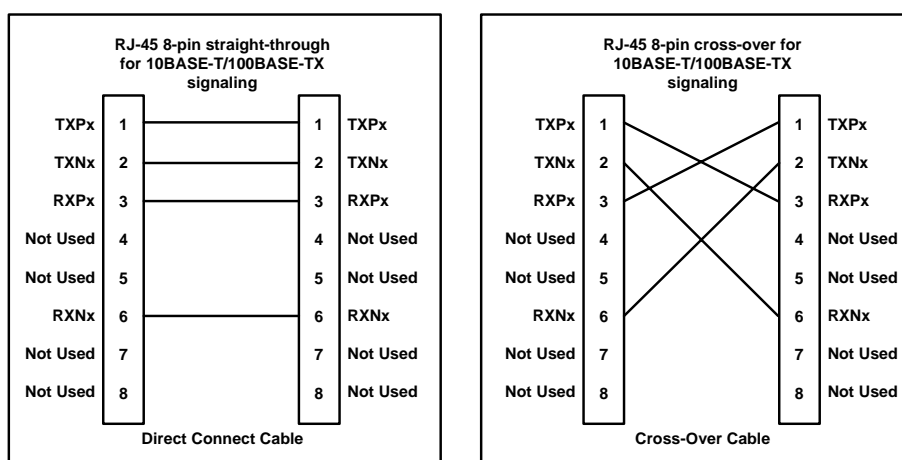 RJ-45 8-pin straight-through
for 10BASE-T/100BASE-TX
signaling
TXPx 1 1 TXPx
TXNx 2 2 TXNx
RXPx 3 3 RXPx
Not Used 4 4 Not Used
Not Used 5 5 Not Used
RXNx 6 6 RXNx
Not Used 7 7 Not Used
Not Used 8 8 Not Used
Direct Connect Cable
RJ-45 8-pin cross-over for
10BASE-T/100BASE-TX
signaling
TXPx 1 1 TXPx
TXNx 2 2 TXNx
RXPx 3 3 RXPx
Not Used 4 4 Not Used
Not Used 5 5 Not Used
RXNx 6 6 RXNx
Not Used 7 7 Not Used
Not Used 8 8 Not Used
Cross-Over Cable